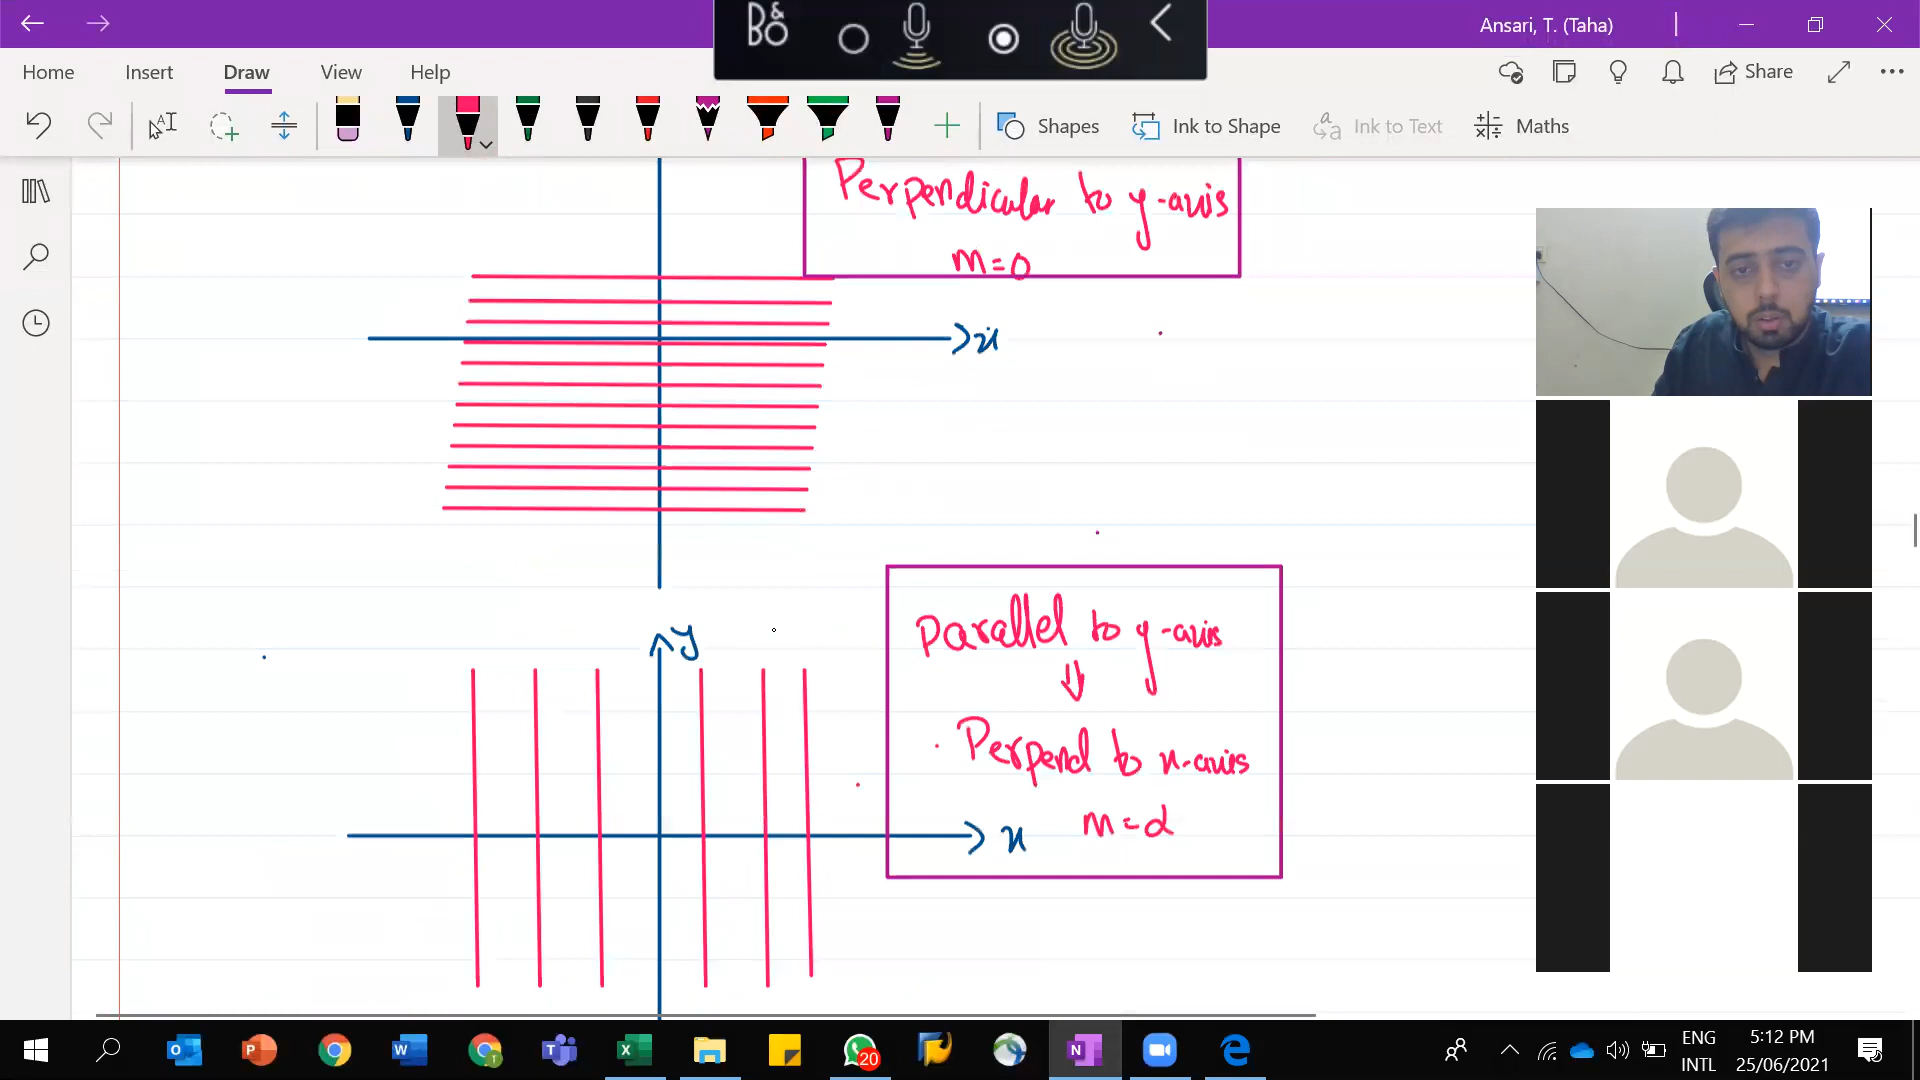 Ansari, T. (Taha)
B&O
Home Insert Draw View Help
Share
Shapes Ink to Shape Ink to Text Maths
Perpendicular to y-axis
m=0
x
y
Parallel to y-axis
⇓
Perpend to x-axis
m=α
x
20
ENG
INTL
5:12 PM
25/06/2021